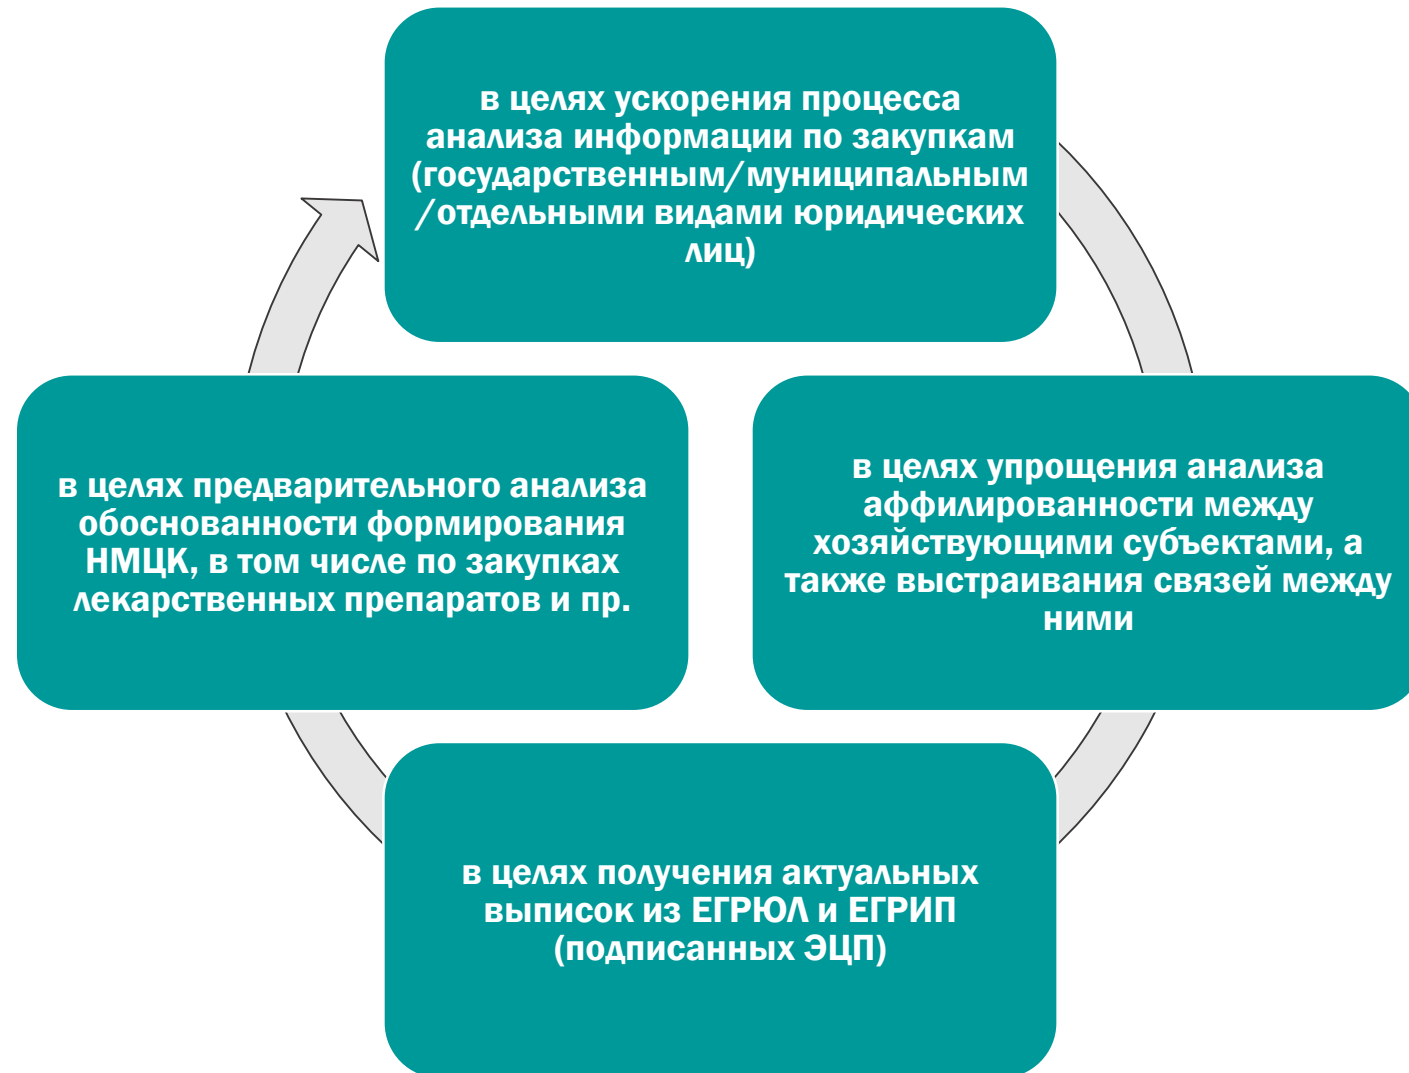 в целях ускорения процесса
анализа информации по закупкам
(государственным/муниципальным
/отдельными видами юридических
лиц)
в целях предварительного анализа
обоснованности формирования
НМЦК, в том числе по закупках
лекарственных препаратов и пр.
в целях упрощения анализа
аффилированности между
хозяйствующими субъектами, а
также выстраивания связей между
ними
в целях получения актуальных
выписок из ЕГРЮЛ и ЕГРИП
(подписанных ЭЦП)